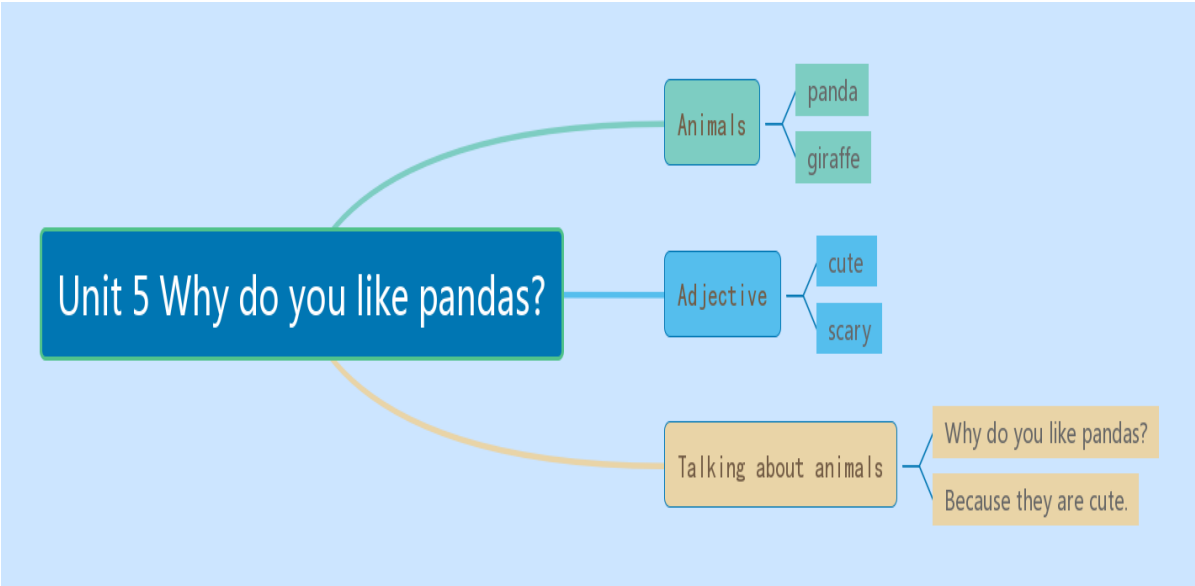 Unit 5 Why do you like pandas?
Animals
panda
giraffe
Adjective
cute
scary
Talking about animals
Why do you like pandas?
Because they are cute.